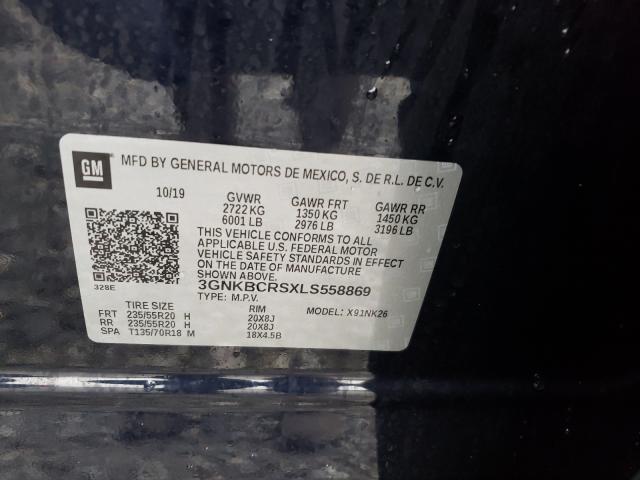 GM
MFD BY GENERAL MOTORS DE MEXICO, S. DE R.L. DE C.V.
10/19 GVWR GAWR FRT GAWR RR
2722 KG 1350 KG 1450 KG
6001 LB 2976 LB 3196 LB
THIS VEHICLE CONFORMS TO ALL
APPLICABLE U.S. FEDERAL MOTOR
VEHICLE SAFETY STANDARDS IN EFFECT
ON THE DATE OF MANUFACTURE
SHOWN ABOVE.
328E
3GNKBCRSXLS558869
TYPE: M.P.V. MODEL: X91NK26
TIRE SIZE RIM
FRT 235/55R20 H 20X8J
RR 235/55R20 H 20X8J
SPA T135/70R18 M 18X4.5B